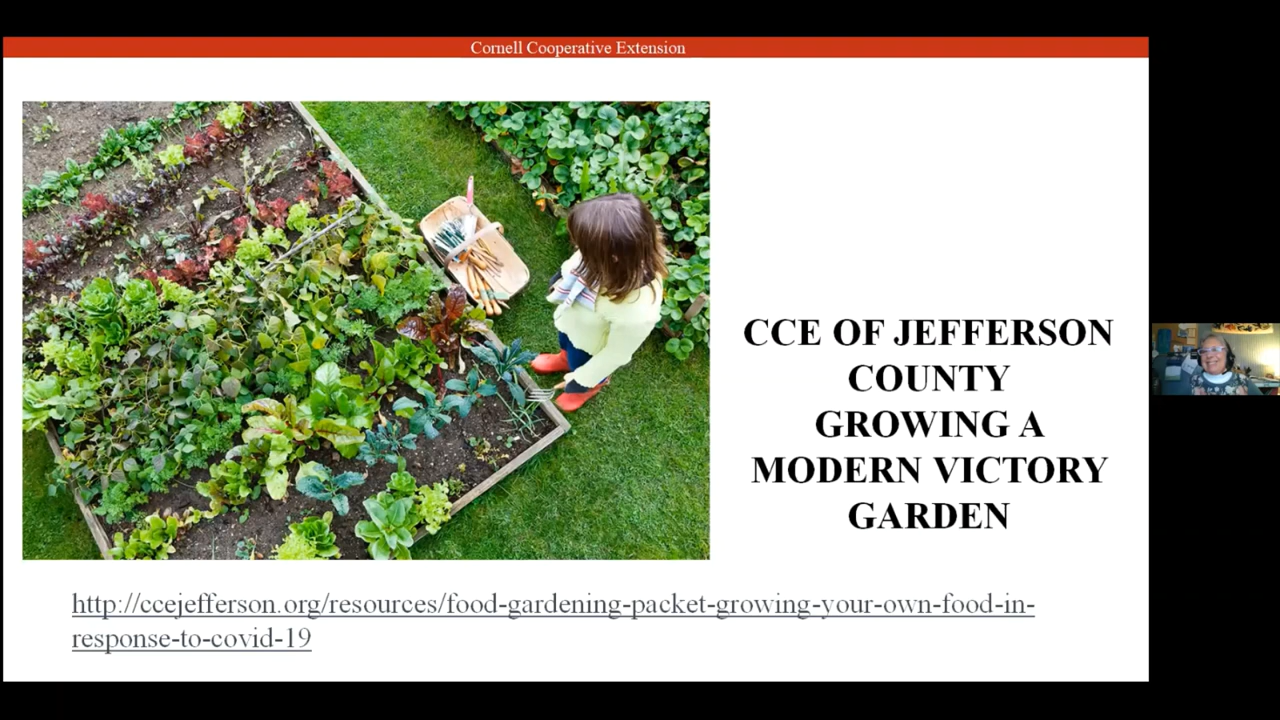 Cornell Cooperative Extension
CCE OF JEFFERSON
COUNTY
GROWING A
MODERN VICTORY
GARDEN
http://ccejefferson.org/resources/food-gardening-packet-growing-your-own-food-in-
response-to-covid-19